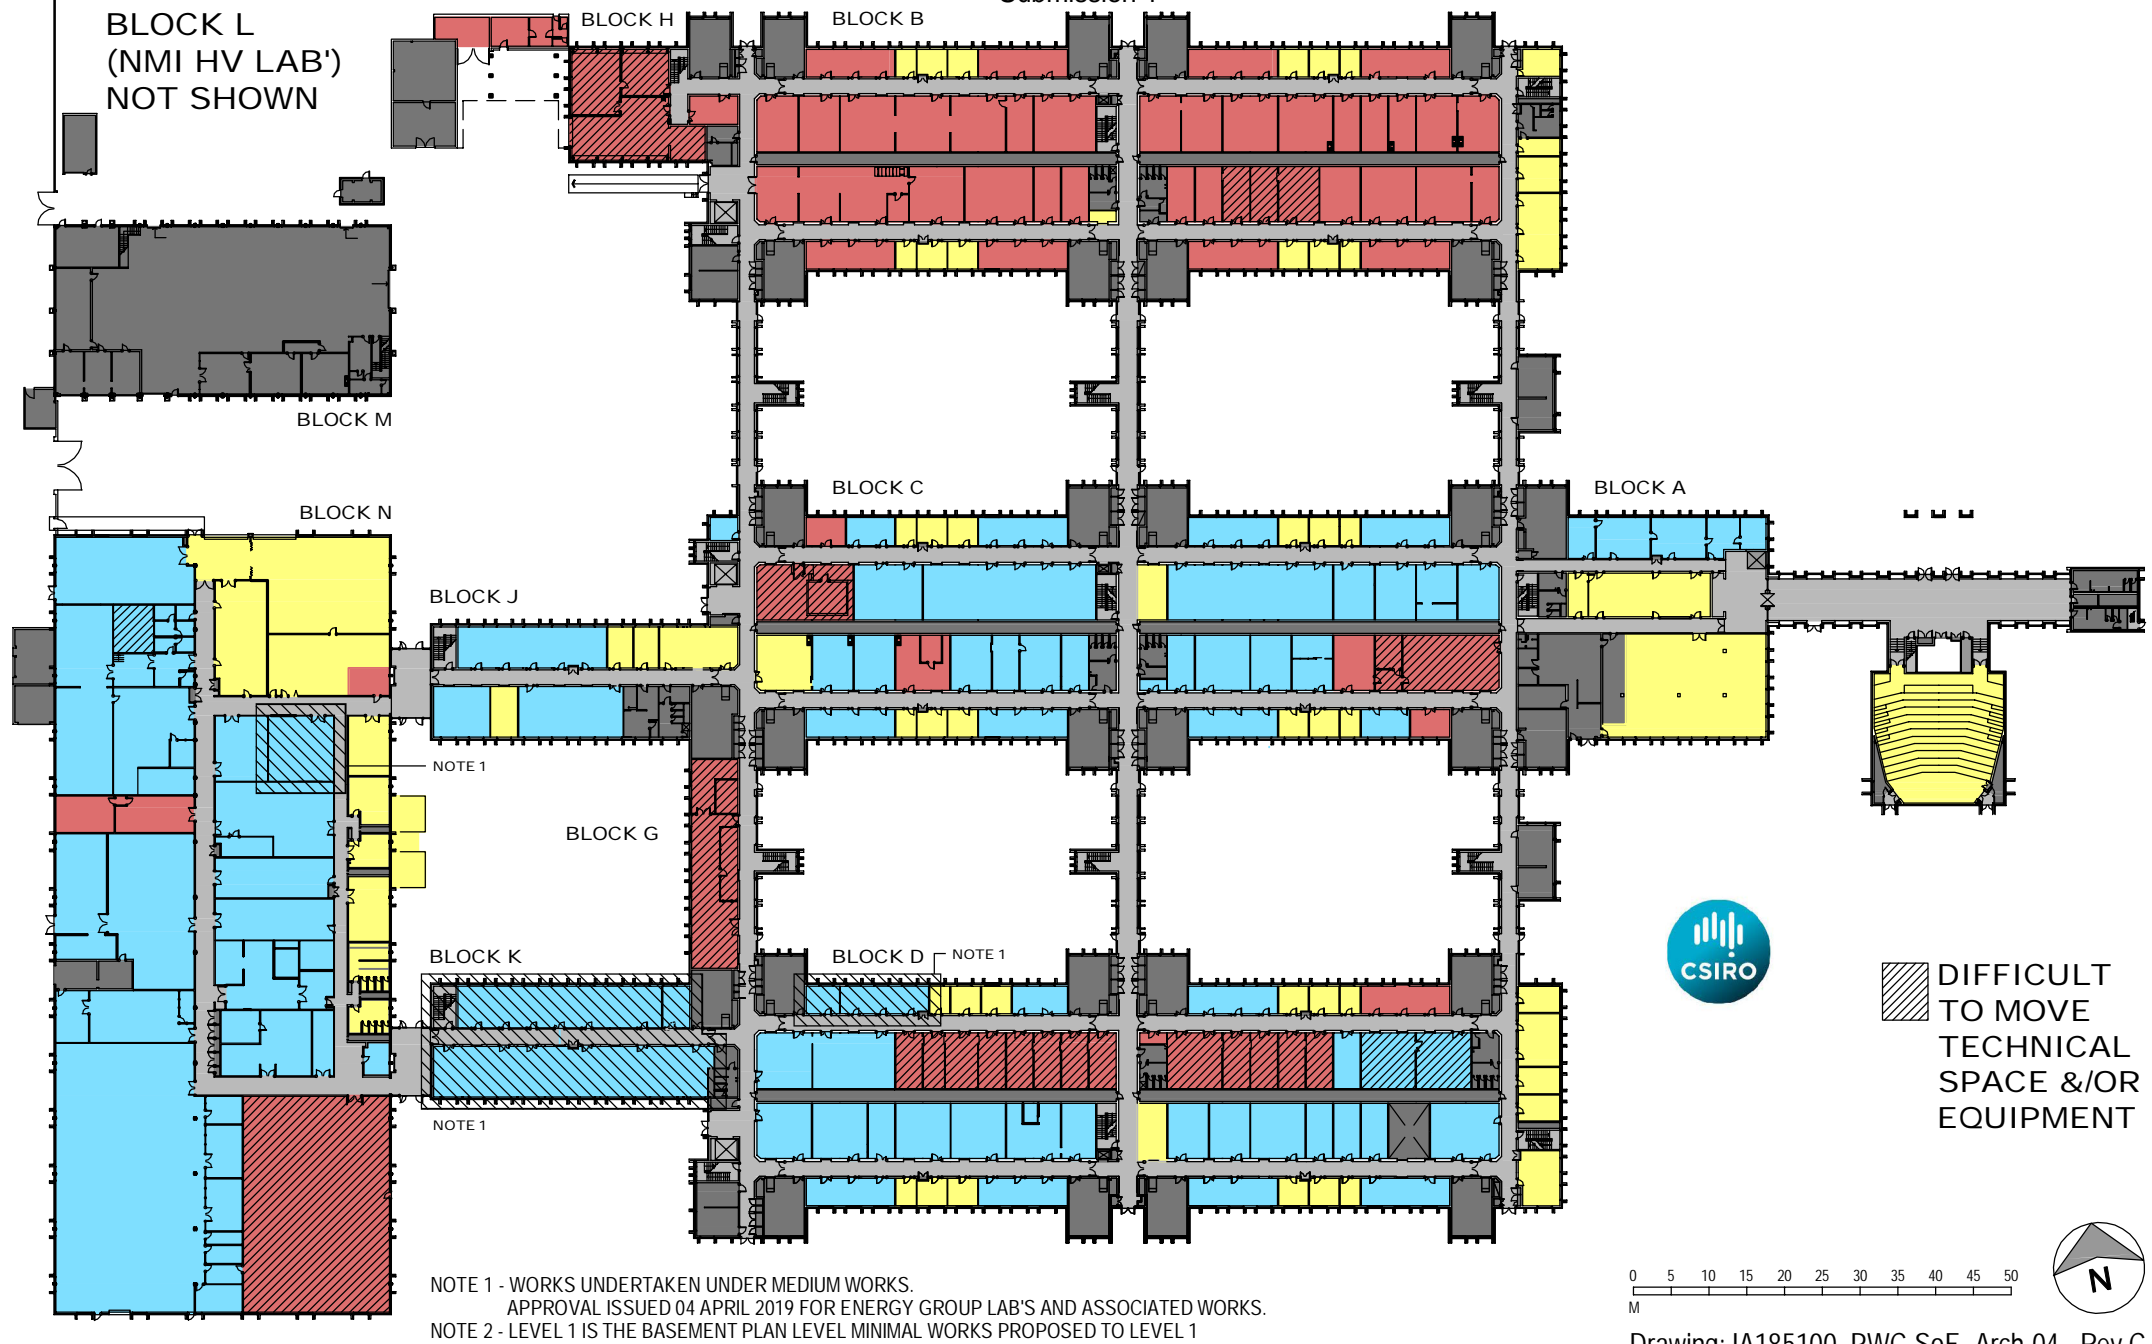 BLOCK L
(NMI HV LAB')
NOT SHOWN
BLOCK H
BLOCK B
BLOCK M
BLOCK N
BLOCK C
BLOCK A
BLOCK J
NOTE 1
BLOCK G
BLOCK K
BLOCK D
NOTE 1
NOTE 1
CSIRO
DIFFICULT
TO MOVE
TECHNICAL
SPACE &/OR
EQUIPMENT
NOTE 1 - WORKS UNDERTAKEN UNDER MEDIUM WORKS.
APPROVAL ISSUED 04 APRIL 2019 FOR ENERGY GROUP LAB'S AND ASSOCIATED WORKS.
NOTE 2 - LEVEL 1 IS THE BASEMENT PLAN LEVEL MINIMAL WORKS PROPOSED TO LEVEL 1
0 5 10 15 20 25 30 35 40 45 50
M
N